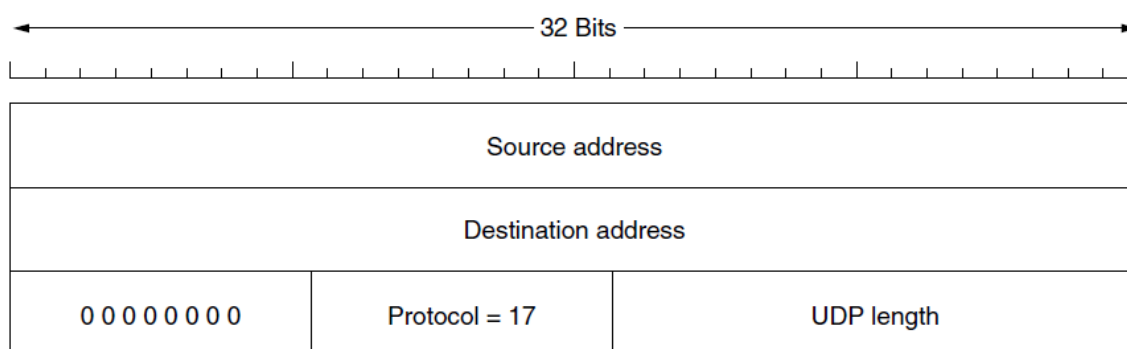 32 Bits
Source address
Destination address
0 0 0 0 0 0 0 0 Protocol = 17 UDP length